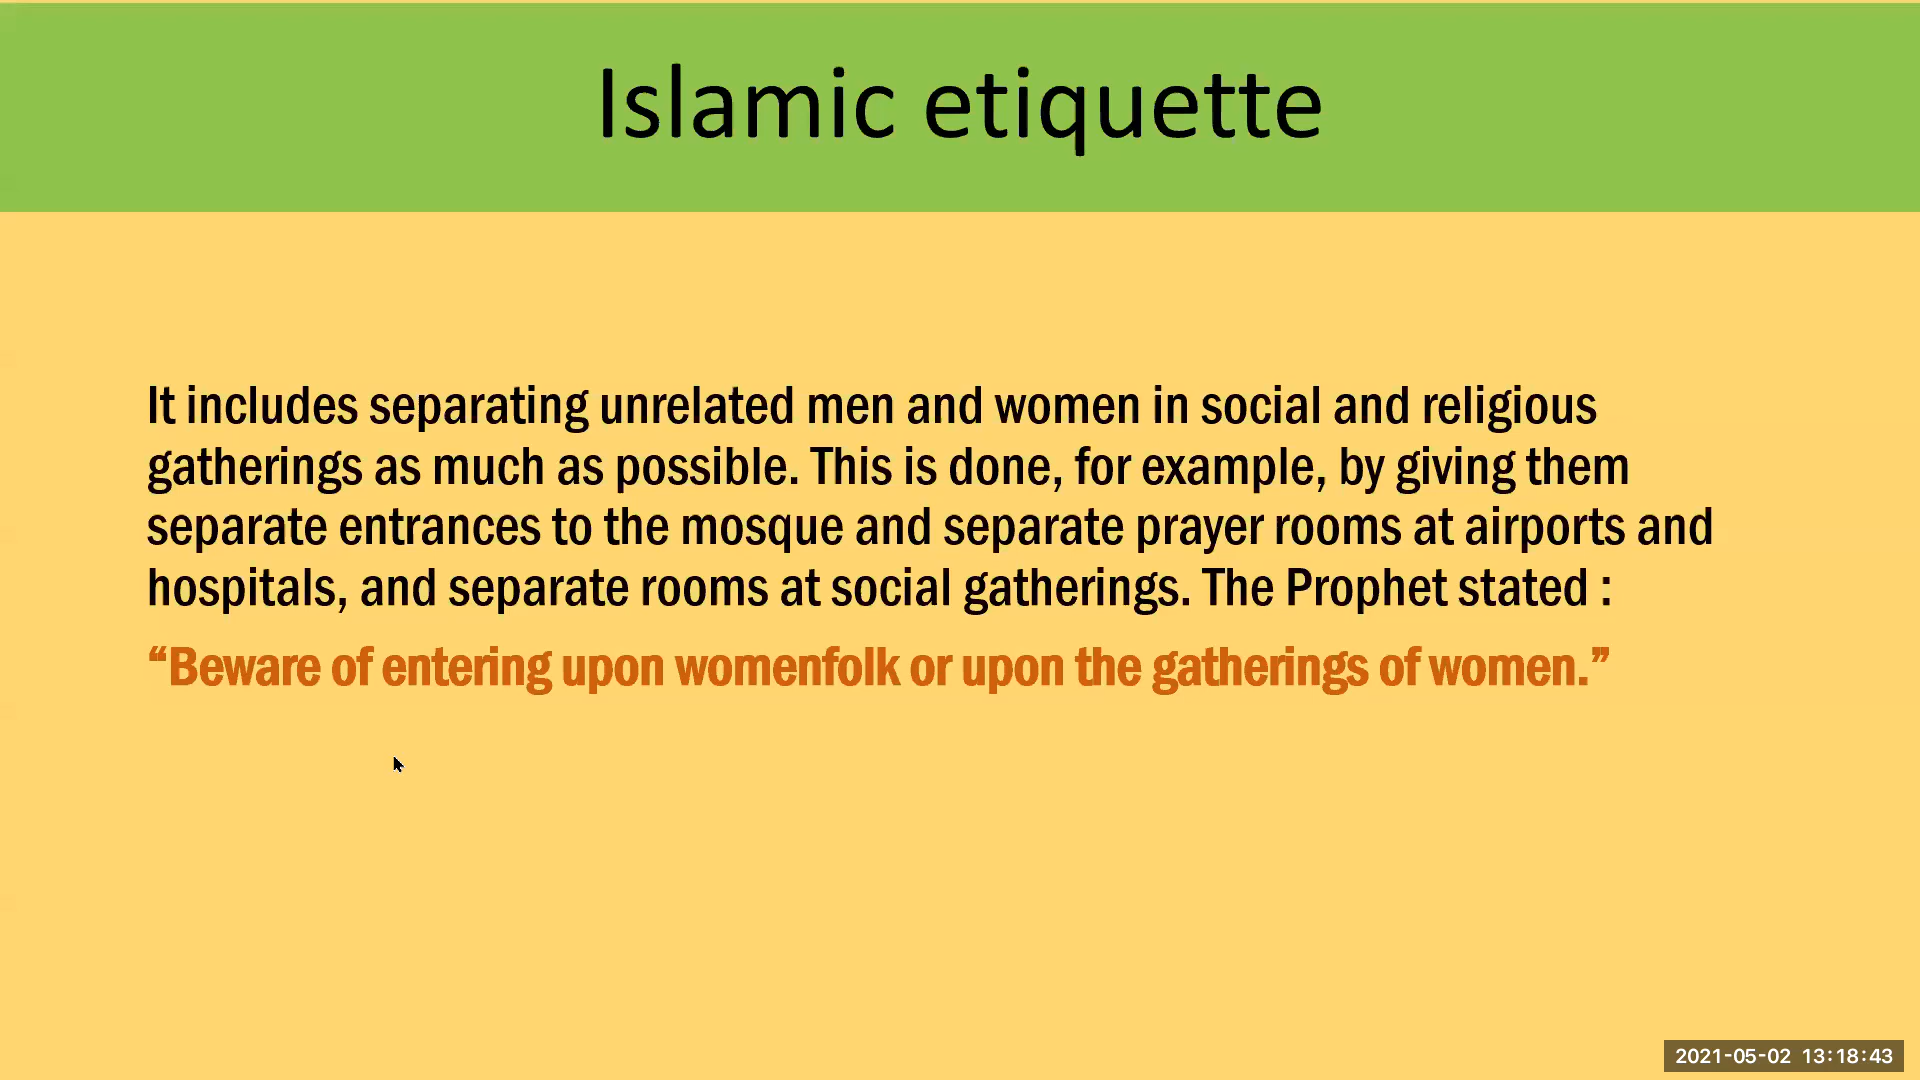 Islamic etiquette
It includes separating unrelated men and women in social and religious
gatherings as much as possible. This is done, for example, by giving them
separate entrances to the mosque and separate prayer rooms at airports and
hospitals, and separate rooms at social gatherings. The Prophet stated :
“Beware of entering upon womenfolk or upon the gatherings of women.”
2021-05-02 13:18:43